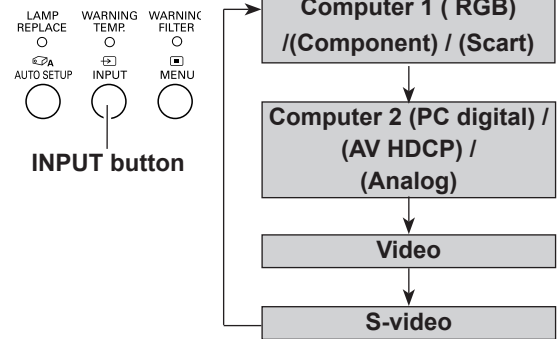 LAMP
REPLACE
WARNING
TEMP.
WARNING
FILTER
AUTO SETUP
INPUT
MENU
INPUT button
Computer 1 ( RGB)
/(Component) / (Scart)
Computer 2 (PC digital) /
(AV HDCP) /
(Analog)
Video
S-video